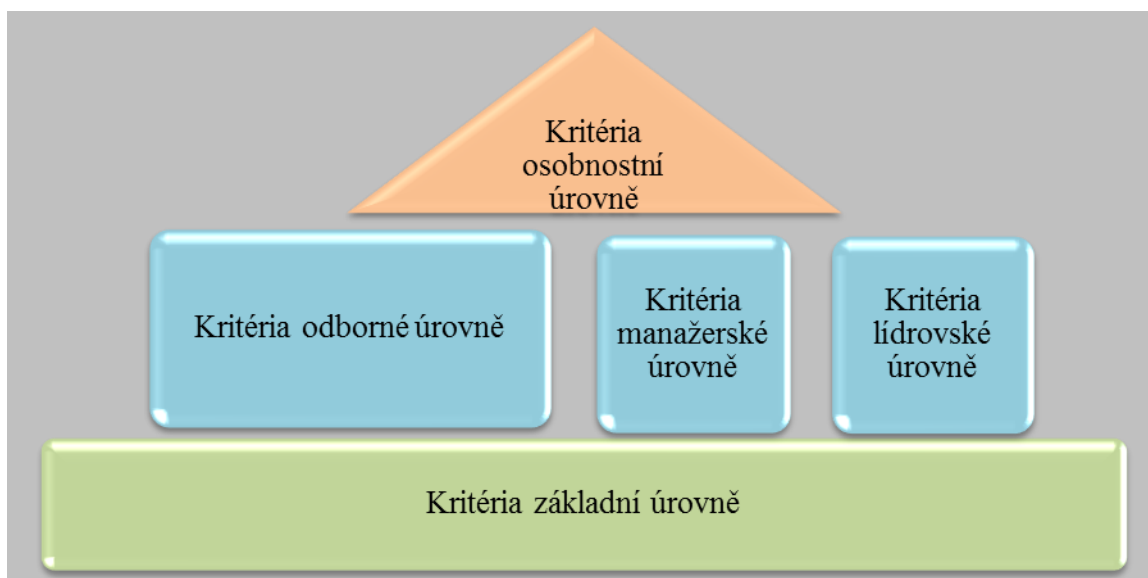 Kritéria
osobnostní
úrovně
Kritéria odborné úrovně
Kritéria
manažerské
úrovně
Kritéria
lídrovské
úrovně
Kritéria základní úrovně